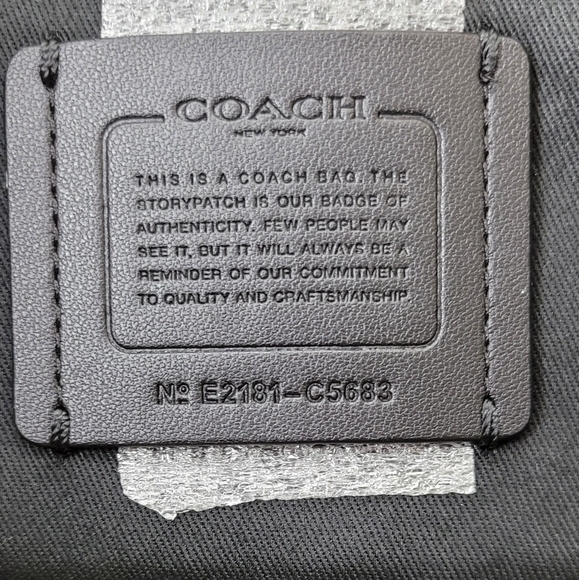 COACH
NEW YORK
THIS IS A COACH BAG. THE
STORYPATCH IS OUR BADGE OF
AUTHENTICITY. FEW PEOPLE MAY
SEE IT, BUT IT WILL ALWAYS BE A
REMINDER OF OUR COMMITMENT
TO QUALITY AND CRAFTSMANSHIP.
Nº E2181-C5683